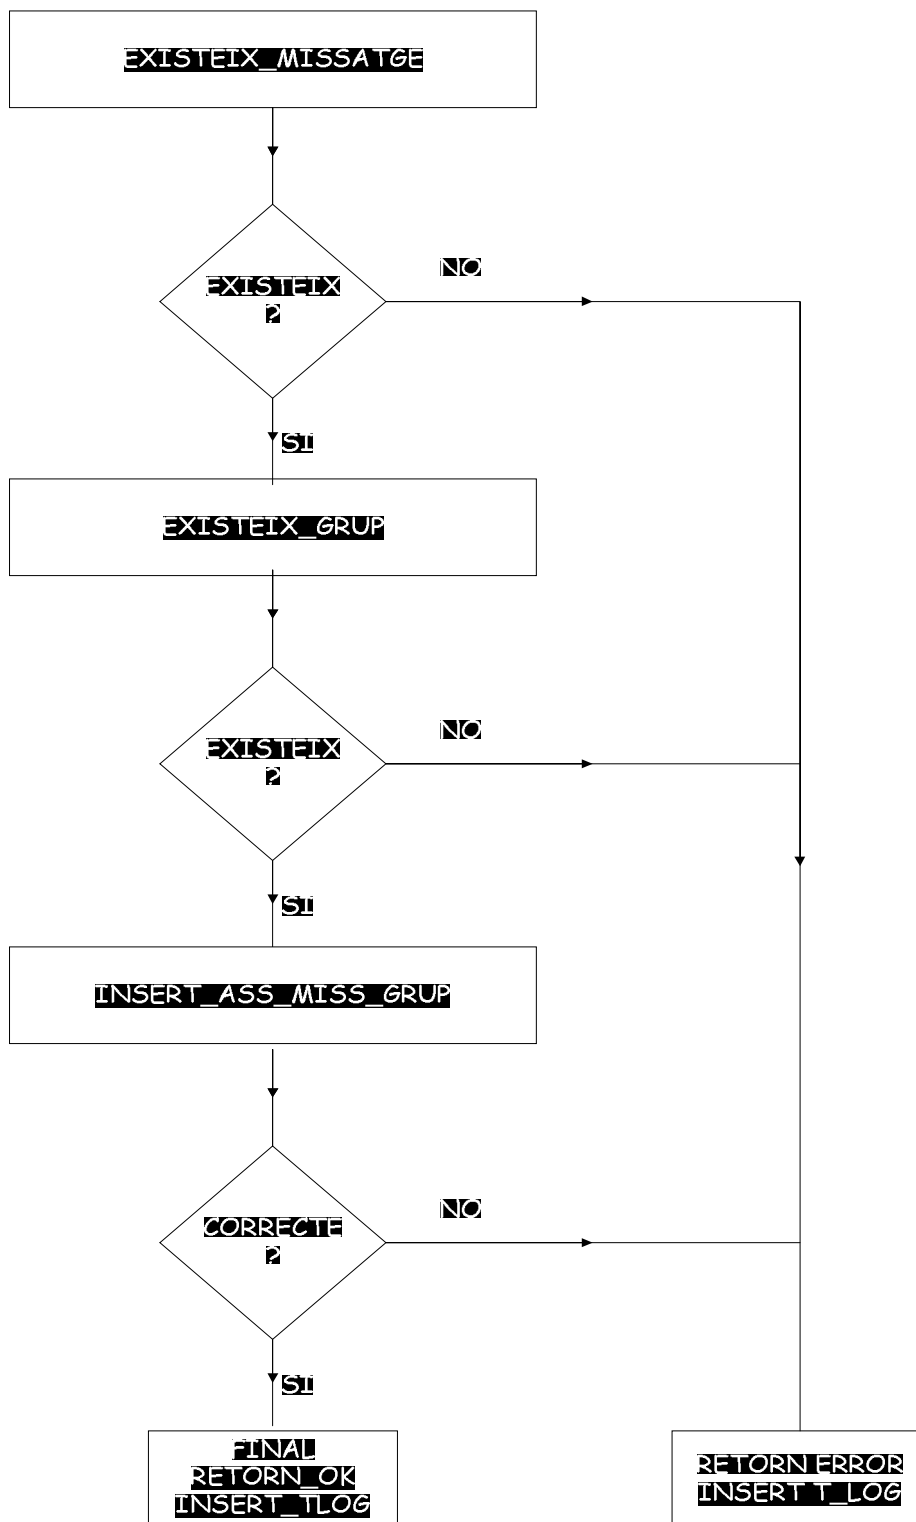 EXISTEIX_MISSATGE
EXISTEIX
?
NO
SI
EXISTEIX_GRUP
EXISTEIX
?
NO
SI
INSERT_ASS_MISS_GRUP
CORRECTE
?
NO
SI
FINAL
RETORN_OK
INSERT_TLOG
RETORN ERROR
INSERT T_LOG